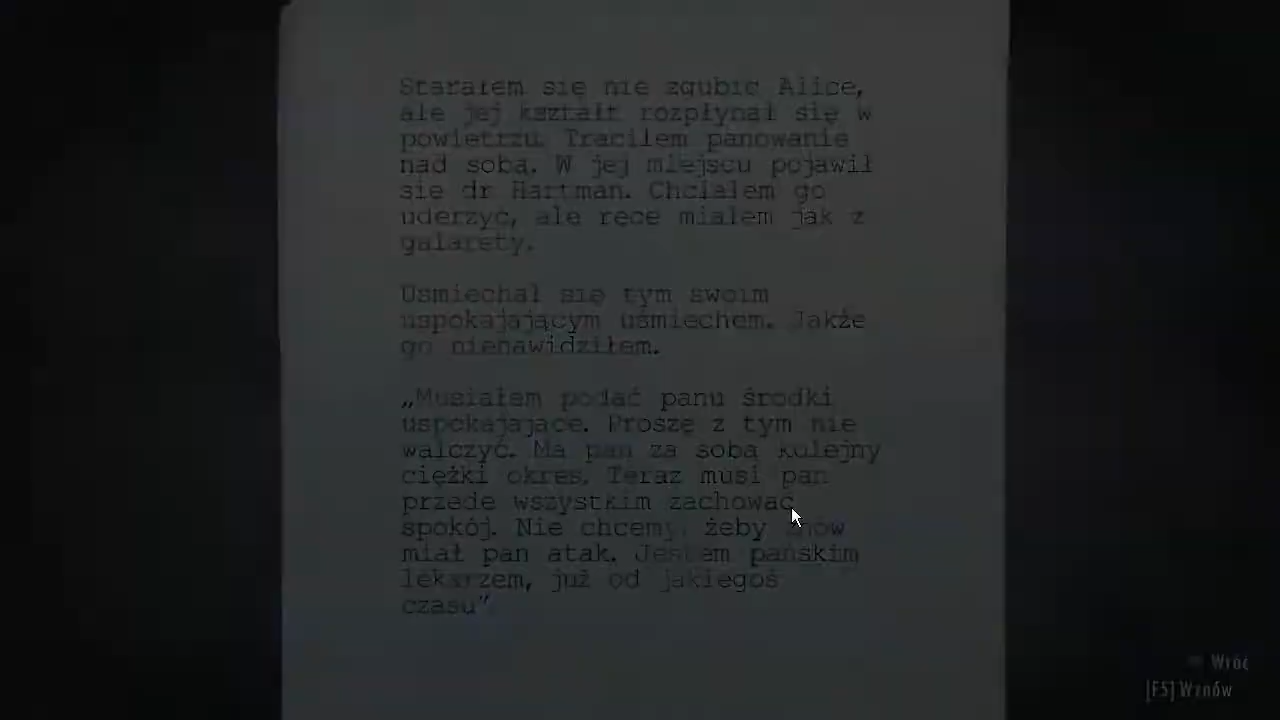 Starałem się nie zgubić Alice,
ale jej kształt rozpłynął się w
powietrzu. Traciłem panowanie
nad sobą. W jej miejscu pojawił
się dr Hartman. Chciałem go
uderzyć, ale ręce miałem jak z
galarety.
Uśmiechał się tym swoim
uspokajającym uśmiechem. Jakże
go nienawidziłem.
„Musiałem podać panu środki
uspokajające. Proszę z tym nie
walczyć. Ma pan za sobą kolejny
ciężki okres. Teraz musi pan
przede wszystkim zachować
spokój. Nie chcemy, żeby znów
miał pan atak. Jestem pańskim
lekarzem, już od jakiegoś
czasu”
Wróć
[F5] Wznów